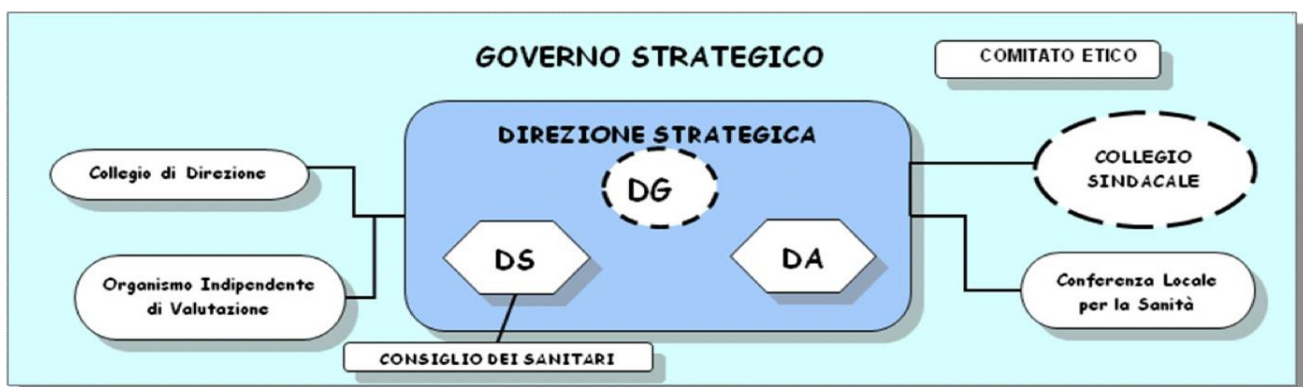 GOVERNO STRATEGICO
COMITATO ETICO
DIREZIONE STRATEGICA
Collegio di Direzione
DG
COLLEGIO
SINDACALE
DS
DA
Organismo Indipendente
di Valutazione
Conferenza Locale
per la Sanità
CONSIGLIO DEI SANITARI